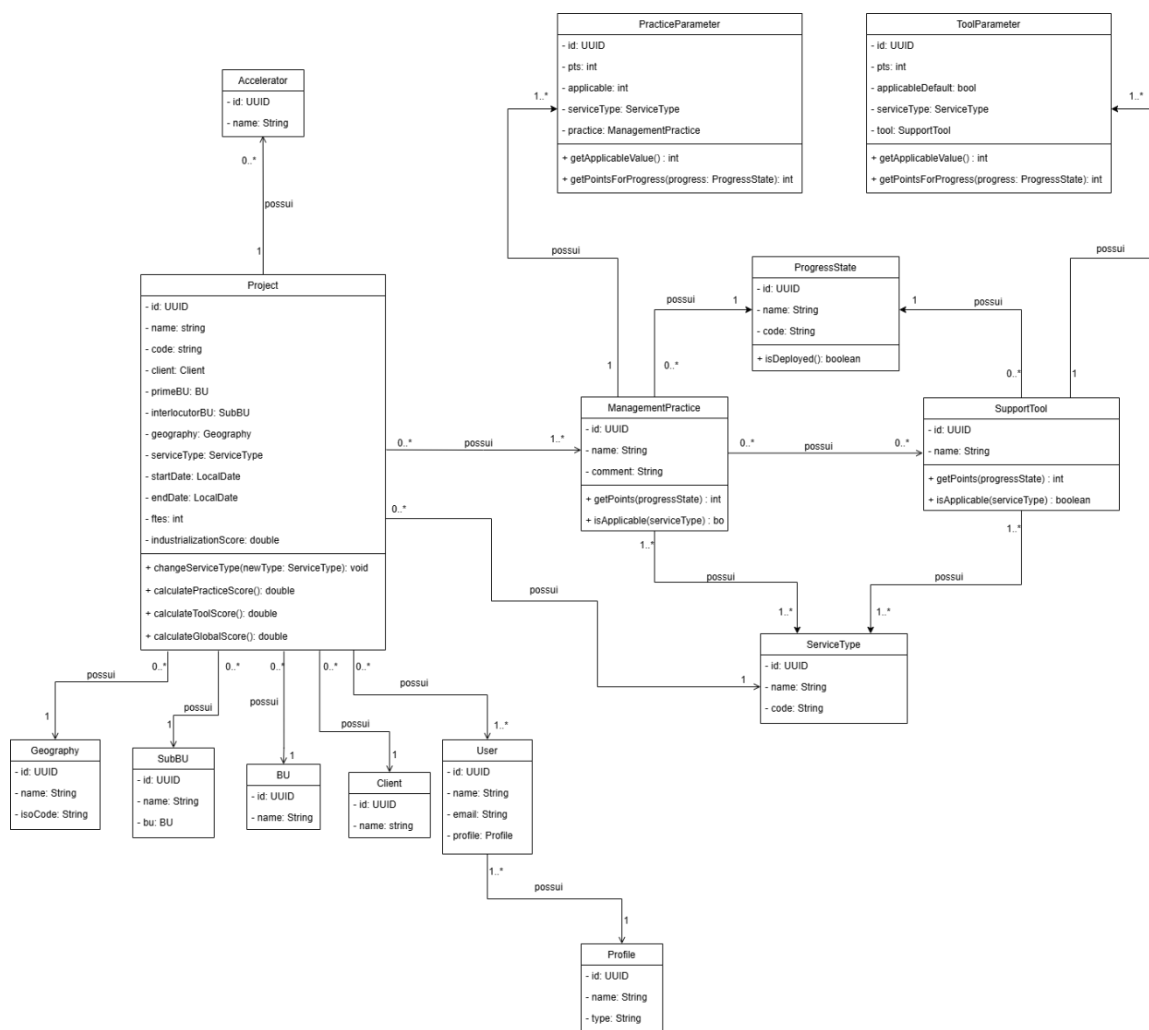 PracticeParameter
- id: UUID
- pts: int
- applicable: int
- serviceType: ServiceType
- practice: ManagementPractice
+ getApplicableValue() : int
+ getPointsForProgress(progress: ProgressState): int
ToolParameter
- id: UUID
- pts: int
- applicableDefault: bool
- serviceType: ServiceType
- tool: SupportTool
+ getApplicableValue() : int
+ getPointsForProgress(progress: ProgressState): int
1..*
1..*
Accelerator
- id: UUID
- name: String
0..*
possui
1
possui
possui
1
1
ProgressState
- id: UUID
- name: String
- code: String
+ isDeployed(): boolean
possui
1
1
possui
0..*
0..*
Project
- id: UUID
- name: string
- code: string
- client: Client
- primeBU: BU
- interlocutorBU: SubBU
- geography: Geography
- serviceType: ServiceType
- startDate: LocalDate
- endDate: LocalDate
- ftes: int
- industrializationScore: double
+ changeServiceType(newType: ServiceType): void
+ calculatePracticeScore(): double
+ calculateToolScore(): double
+ calculateGlobalScore(): double
0..*
possui
1..*
ManagementPractice
- id: UUID
- name: String
- comment: String
+ getPoints(progressState) : int
+ isApplicable(serviceType) : bo
0..*
possui
0..*
SupportTool
- id: UUID
- name: String
+ getPoints(progressState) : int
+ isApplicable(serviceType) : boolean
0..*
possui
1
1..*
possui
1..*
1..*
possui
1..*
ServiceType
- id: UUID
- name: String
- code: String
0..*
0..*
0..*
0..*
0..*
possui
possui
possui
possui
possui
1
1
1
1
1..*
Geography
- id: UUID
- name: String
- isoCode: String
SubBU
- id: UUID
- name: String
- bu: BU
BU
- id: UUID
- name: String
Client
- id: UUID
- name: string
User
- id: UUID
- name: String
- email: String
- profile: Profile
1..*
possui
1
Profile
- id: UUID
- name: String
- type: String